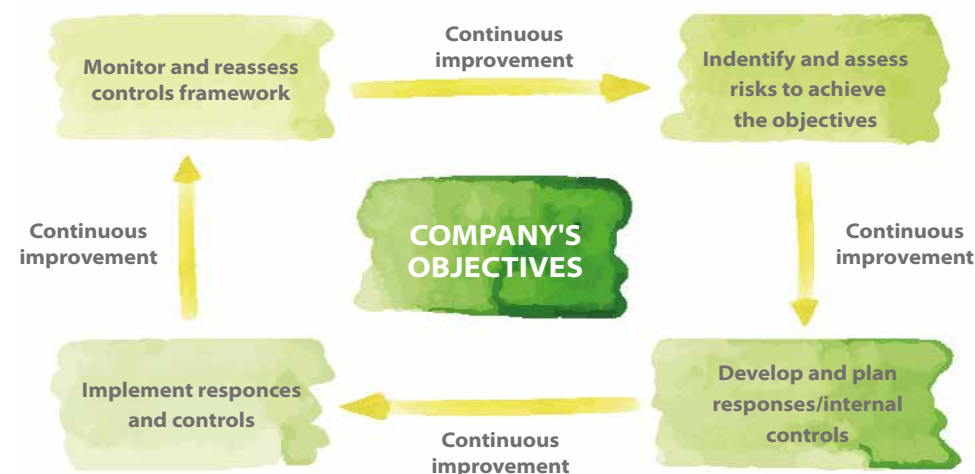 Monitor and reassess
controls framework
Continuous
improvement
Indentify and assess
risks to achieve
the objectives
Continuous
improvement
COMPANY'S
OBJECTIVES
Continuous
improvement
Implement responces
and controls
Continuous
improvement
Develop and plan
responses/internal
controls